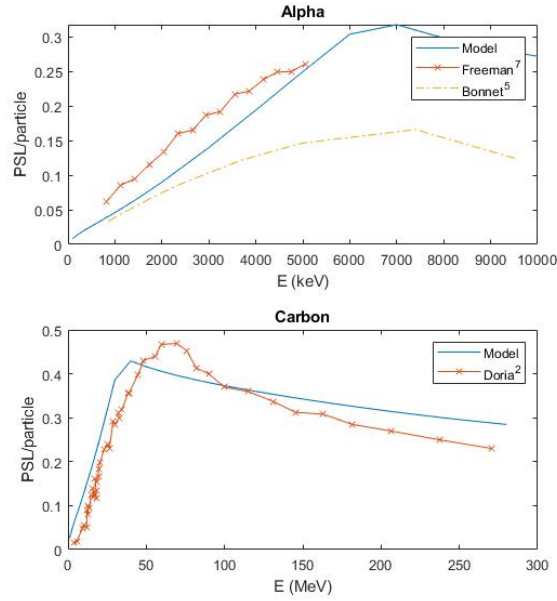 Alpha
PSL/particle
0.3
0.25
0.2
0.15
0.1
0.05
0
Model
Freeman⁷
Bonnet⁵
0 1000 2000 3000 4000 5000 6000 7000 8000 9000 10000
E (keV)
Carbon
PSL/particle
0.5
0.4
0.3
0.2
0.1
0
Model
Doria²
0 50 100 150 200 250 300
E (MeV)